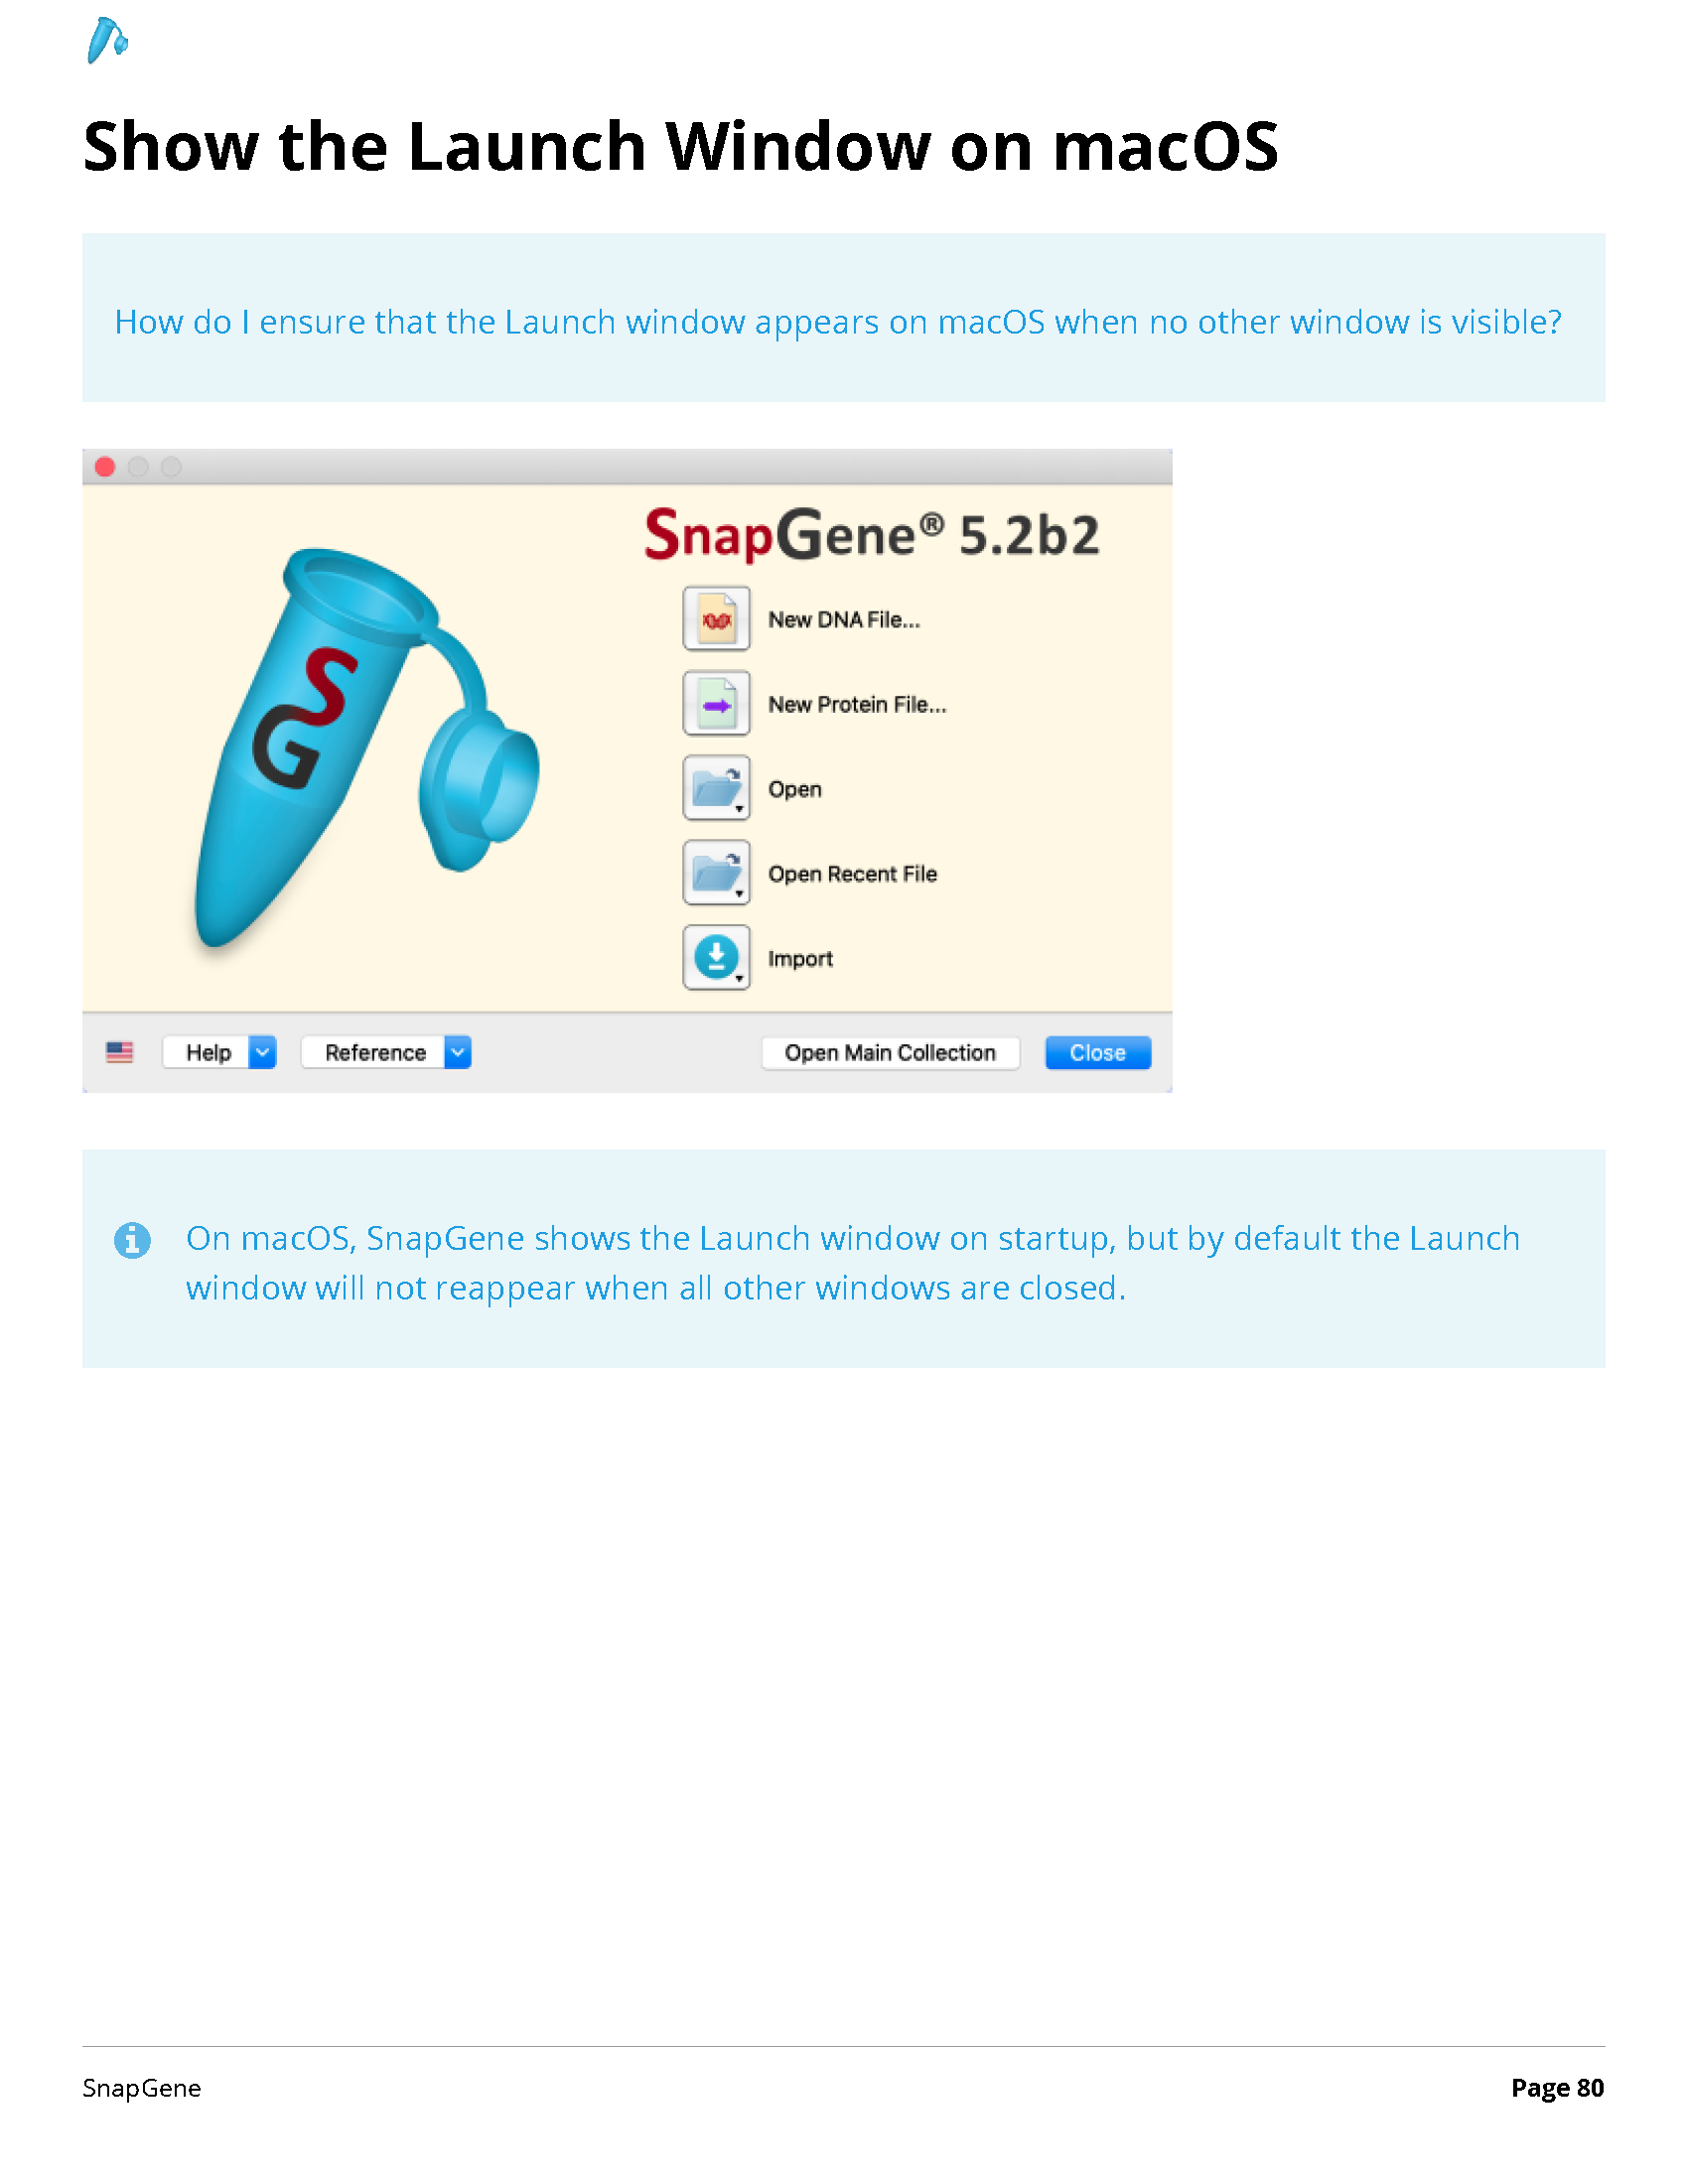 Show the Launch Window on macOS
How do I ensure that the Launch window appears on macOS when no other window is visible?
SnapGene® 5.2b2
SG
New DNA File...
New Protein File...
Open
Open Recent File
Import
Help
Reference
Open Main Collection
Close
On macOS, SnapGene shows the Launch window on startup, but by default the Launch
window will not reappear when all other windows are closed.
SnapGene
Page 80